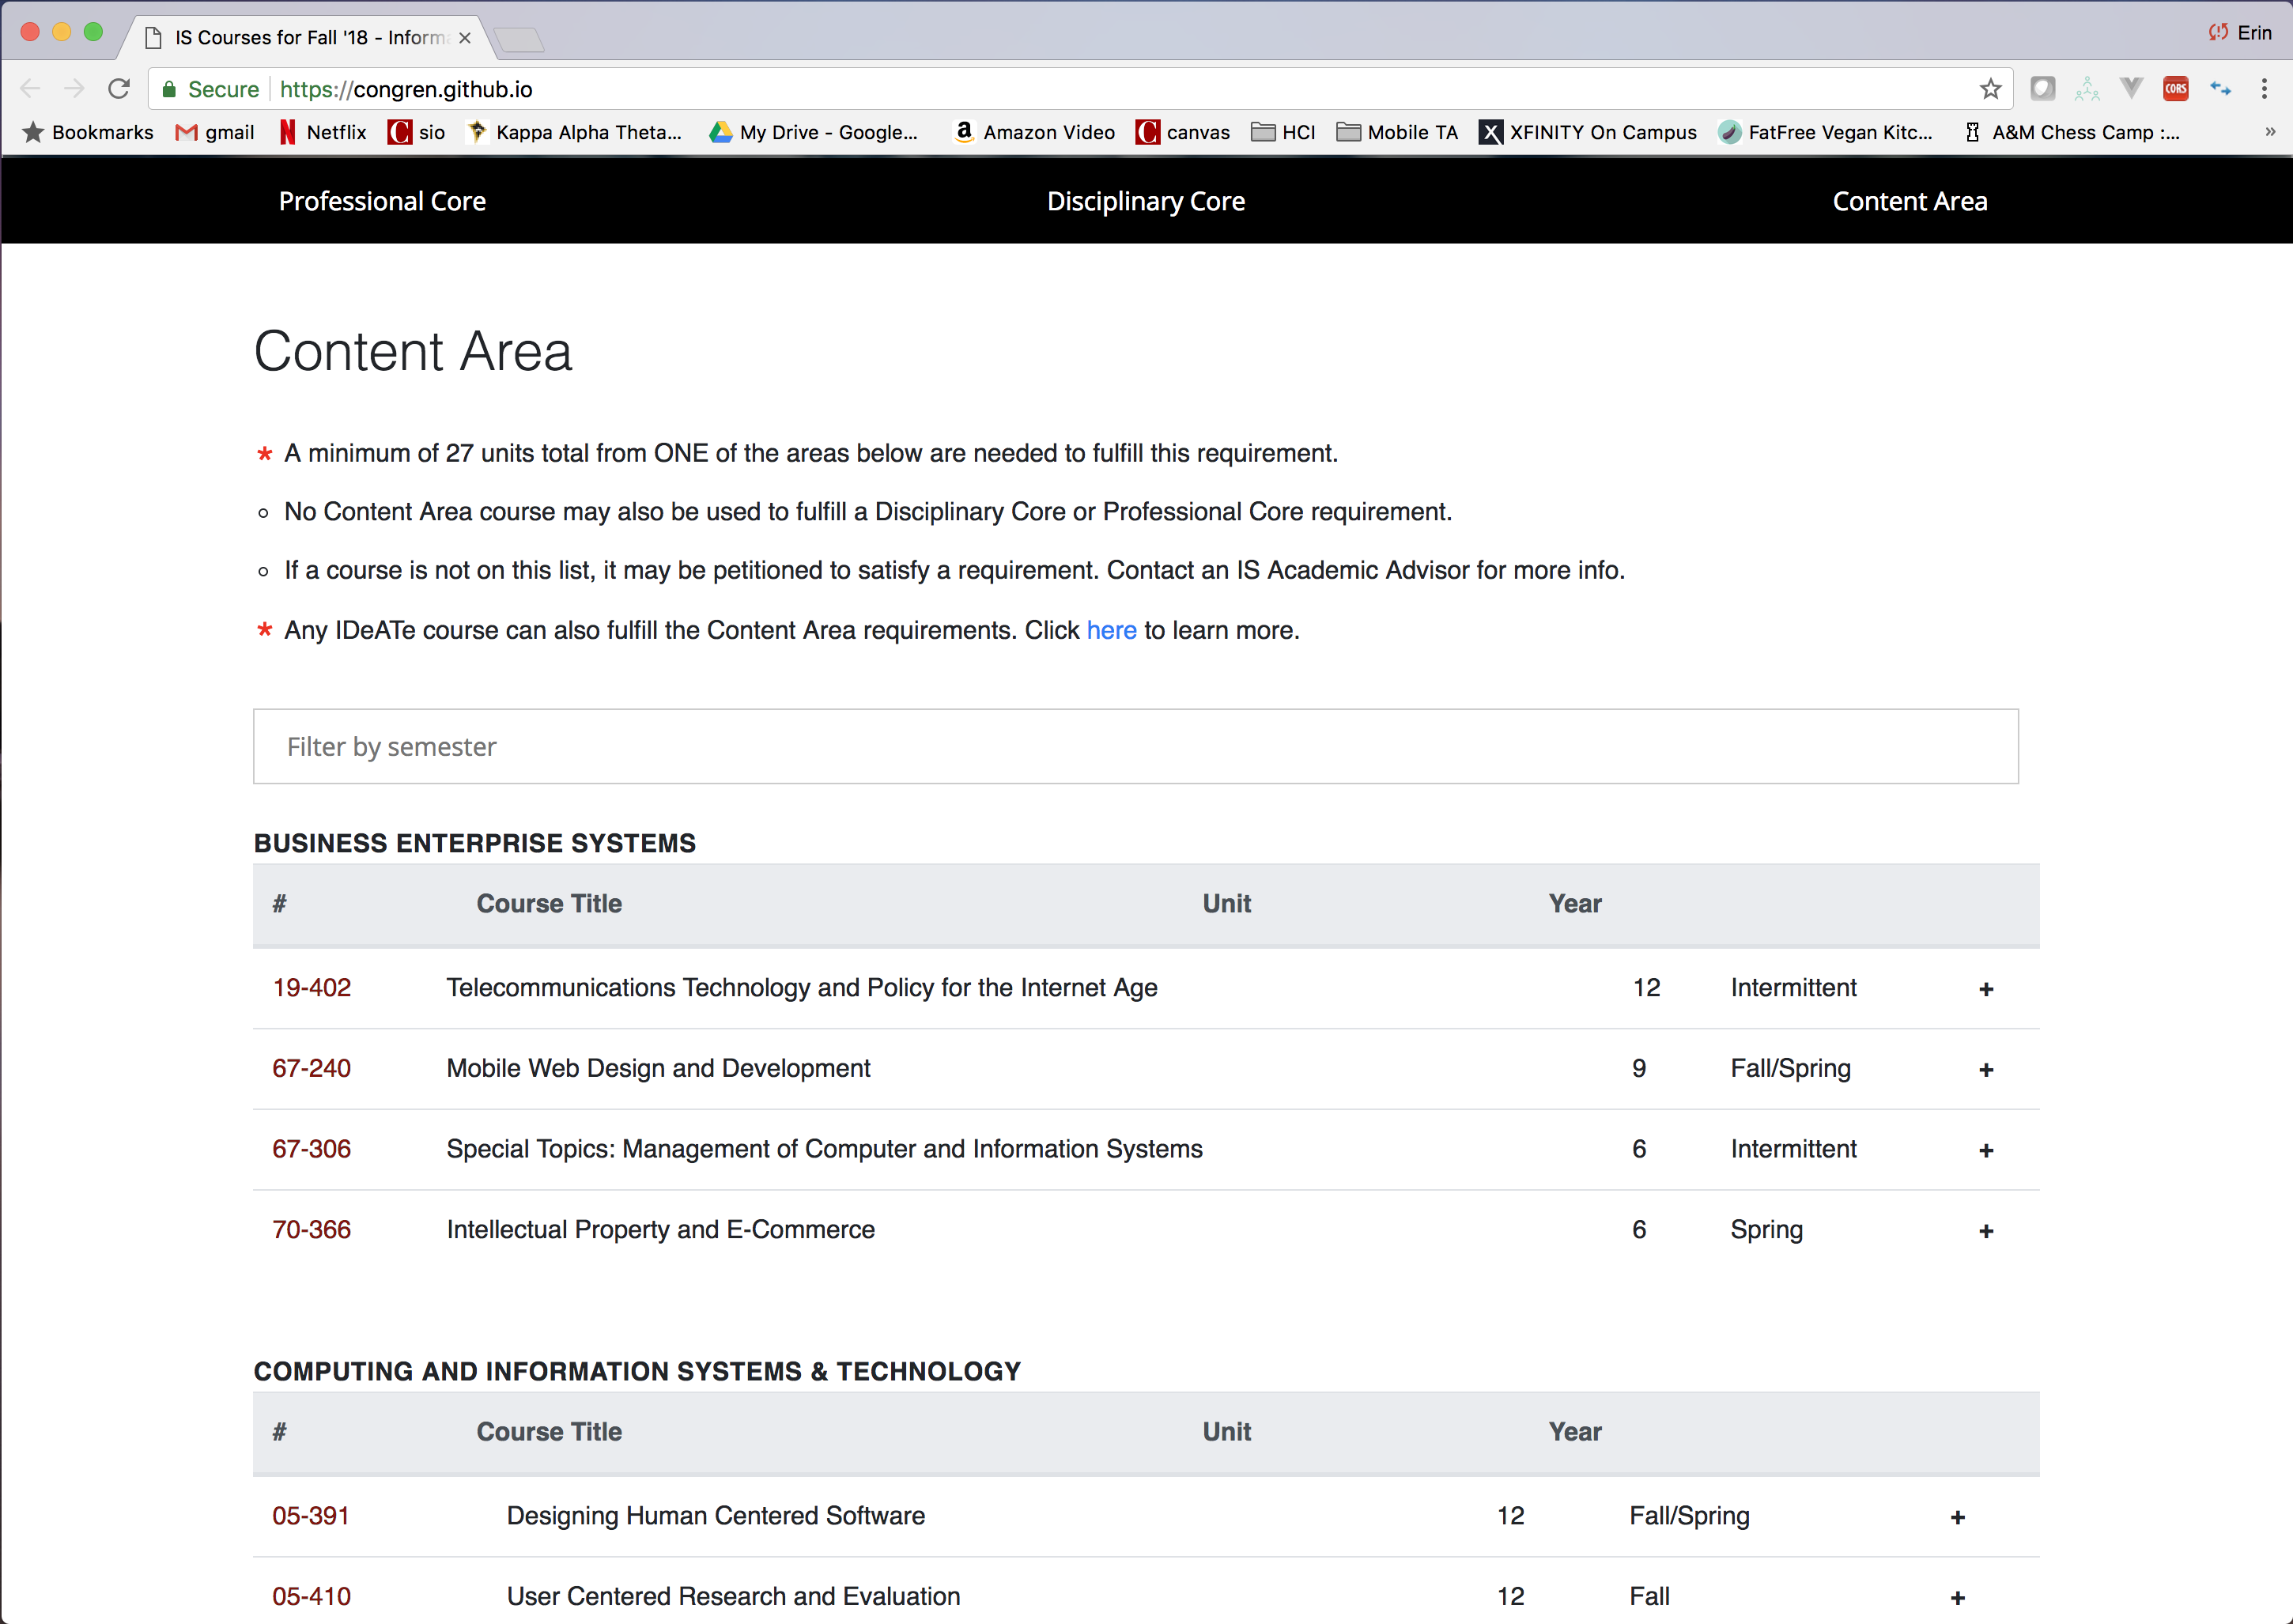 IS Courses for Fall '18 - Inform
Erin
Secure https://congren.github.io
CORS
Bookmarks gmail Netflix sio Kappa Alpha Theta... My Drive - Google... Amazon Video canvas HCI Mobile TA XFINITY On Campus FatFree Vegan Kitc... A&M Chess Camp :... »
Professional Core Disciplinary Core Content Area
Content Area
* A minimum of 27 units total from ONE of the areas below are needed to fulfill this requirement.
No Content Area course may also be used to fulfill a Disciplinary Core or Professional Core requirement.
If a course is not on this list, it may be petitioned to satisfy a requirement. Contact an IS Academic Advisor for more info.
* Any IDeATe course can also fulfill the Content Area requirements. Click here to learn more.
Filter by semester
BUSINESS ENTERPRISE SYSTEMS
# Course Title Unit Year
19-402 Telecommunications Technology and Policy for the Internet Age 12 Intermittent +
67-240 Mobile Web Design and Development 9 Fall/Spring +
67-306 Special Topics: Management of Computer and Information Systems 6 Intermittent +
70-366 Intellectual Property and E-Commerce 6 Spring +
COMPUTING AND INFORMATION SYSTEMS & TECHNOLOGY
# Course Title Unit Year
05-391 Designing Human Centered Software 12 Fall/Spring +
05-410 User Centered Research and Evaluation 12 Fall +